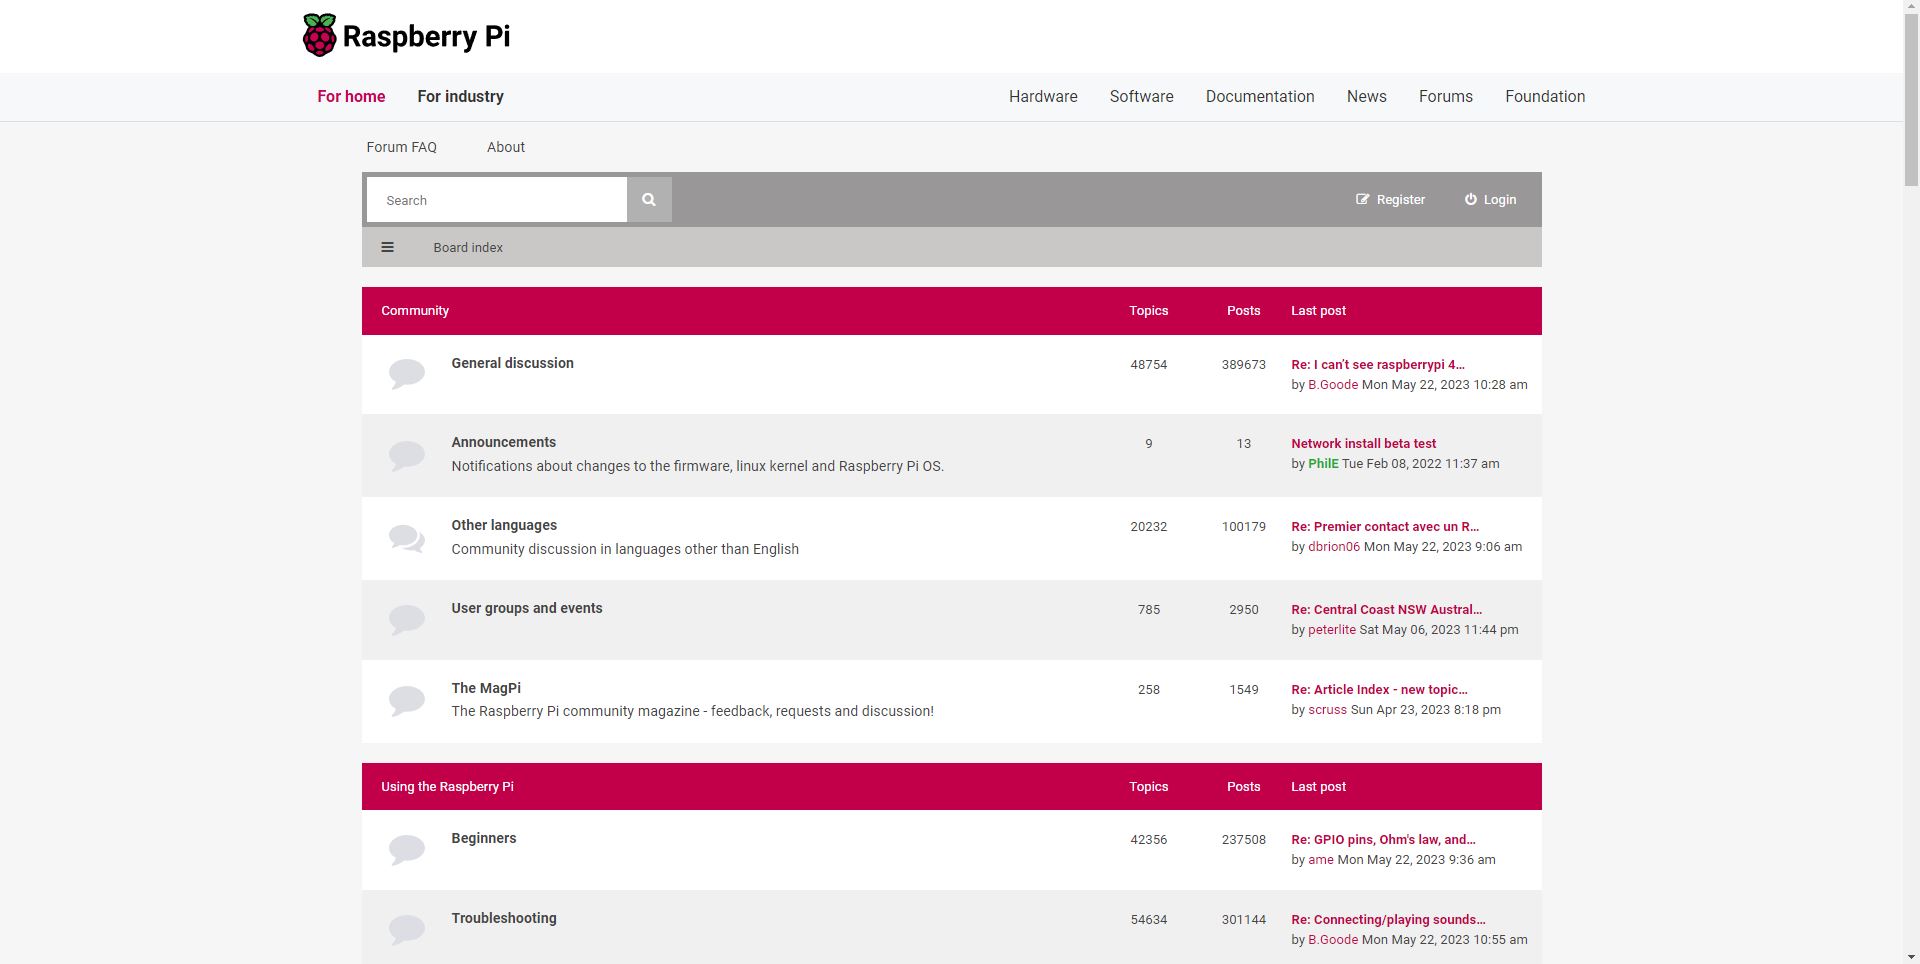 Raspberry Pi
For home For industry Hardware Software Documentation News Forums Foundation
Forum FAQ About
Search Register Login
Board index
Community Topics Posts Last post
General discussion 48754 389673 Re: I can't see raspberrypi 4…
by B.Goode Mon May 22, 2023 10:28 am
Announcements 9 13 Network install beta test
Notifications about changes to the firmware, linux kernel and Raspberry Pi OS. by PhilE Tue Feb 08, 2022 11:37 am
Other languages 20232 100179 Re: Premier contact avec un R…
Community discussion in languages other than English by dbrion06 Mon May 22, 2023 9:06 am
User groups and events 785 2950 Re: Central Coast NSW Austral…
by peterlite Sat May 06, 2023 11:44 pm
The MagPi 258 1549 Re: Article Index - new topic…
The Raspberry Pi community magazine - feedback, requests and discussion! by scruss Sun Apr 23, 2023 8:18 pm
Using the Raspberry Pi Topics Posts Last post
Beginners 42356 237508 Re: GPIO pins, Ohm's law, and…
by ame Mon May 22, 2023 9:36 am
Troubleshooting 54634 301144 Re: Connecting/playing sounds…
by B.Goode Mon May 22, 2023 10:55 am